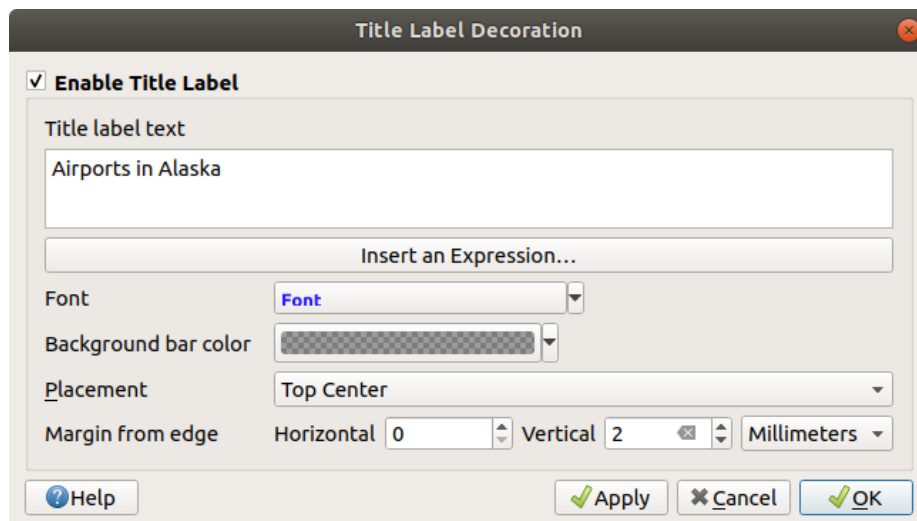 Title Label Decoration
Enable Title Label
Title label text
Airports in Alaska
Insert an Expression...
Font Font
Background bar color
Placement Top Center
Margin from edge Horizontal 0 Vertical 2 Millimeters
Help Apply Cancel OK